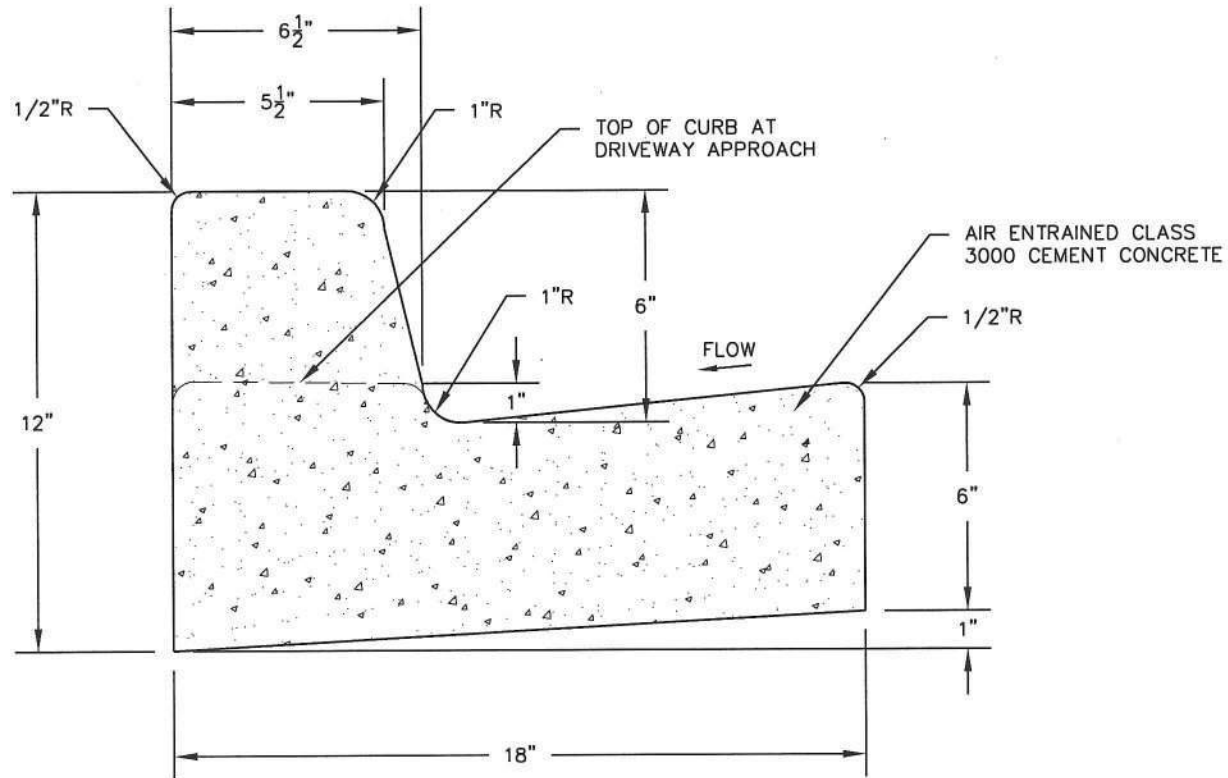 6 1/2"
5 1/2"
1/2"R
1"R
TOP OF CURB AT
DRIVEWAY APPROACH
AIR ENTRAINED CLASS
3000 CEMENT CONCRETE
1"R
6"
1/2"R
FLOW
1"
12"
6"
1"
18"